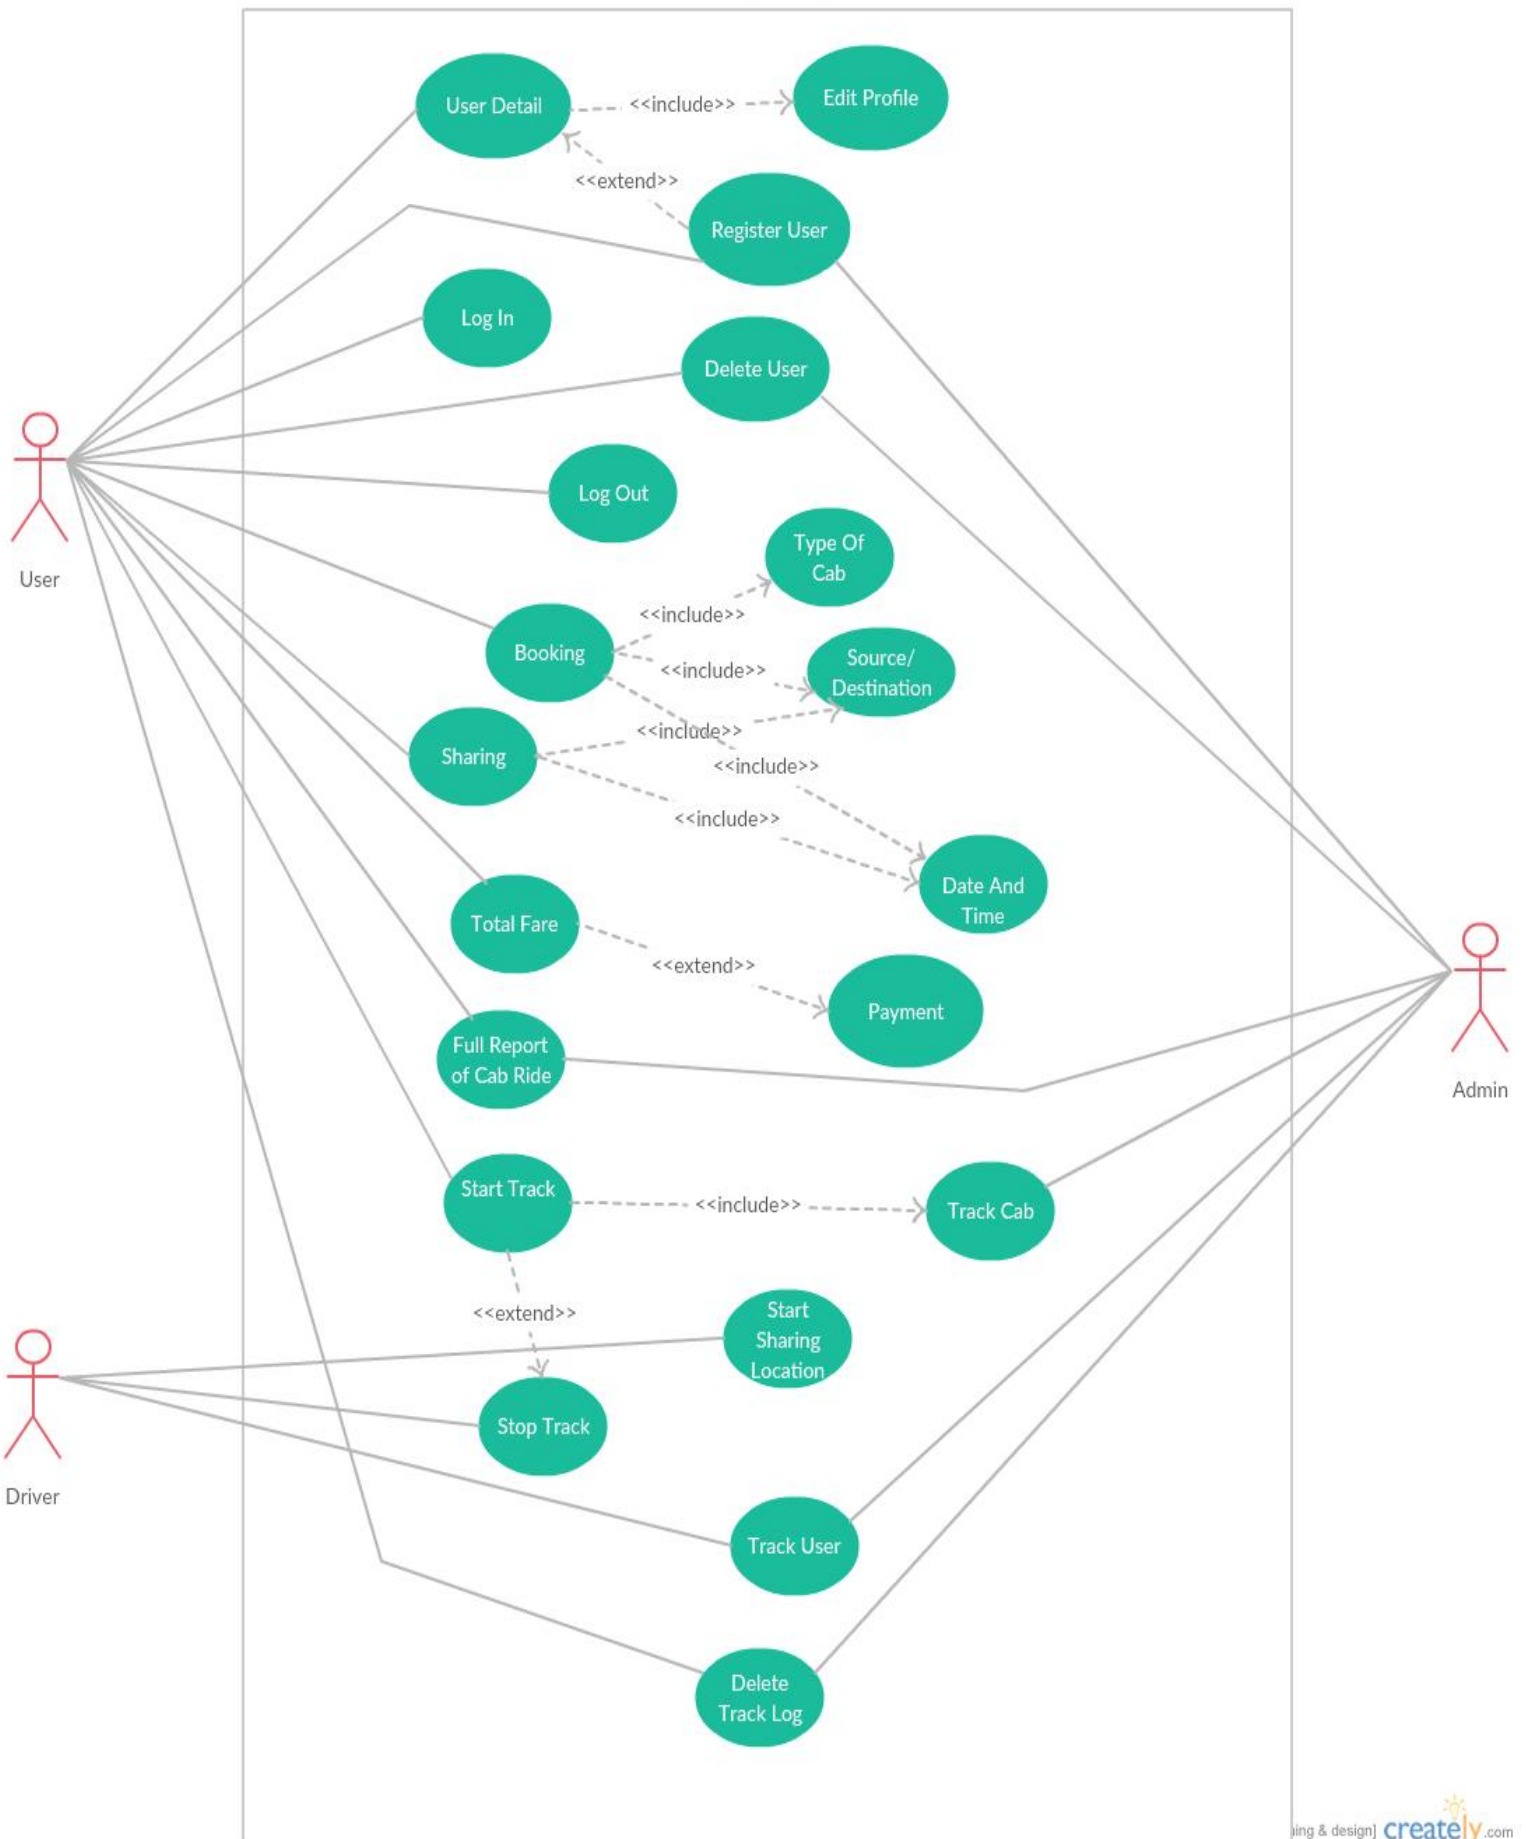 User Detail
<<include>>
Edit Profile
<<extend>>
Register User
Log In
Delete User
Log Out
User
Type Of
Cab
<<include>>
Booking
<<include>>
Source/
Destination
<<include>>
Sharing
<<include>>
<<include>>
Date And
Time
Total Fare
<<extend>>
Payment
Full Report
of Cab Ride
Admin
Start Track
<<include>>
Track Cab
<<extend>>
Start
Sharing
Location
Stop Track
Driver
Track User
Delete
Track Log
& design] creately.com